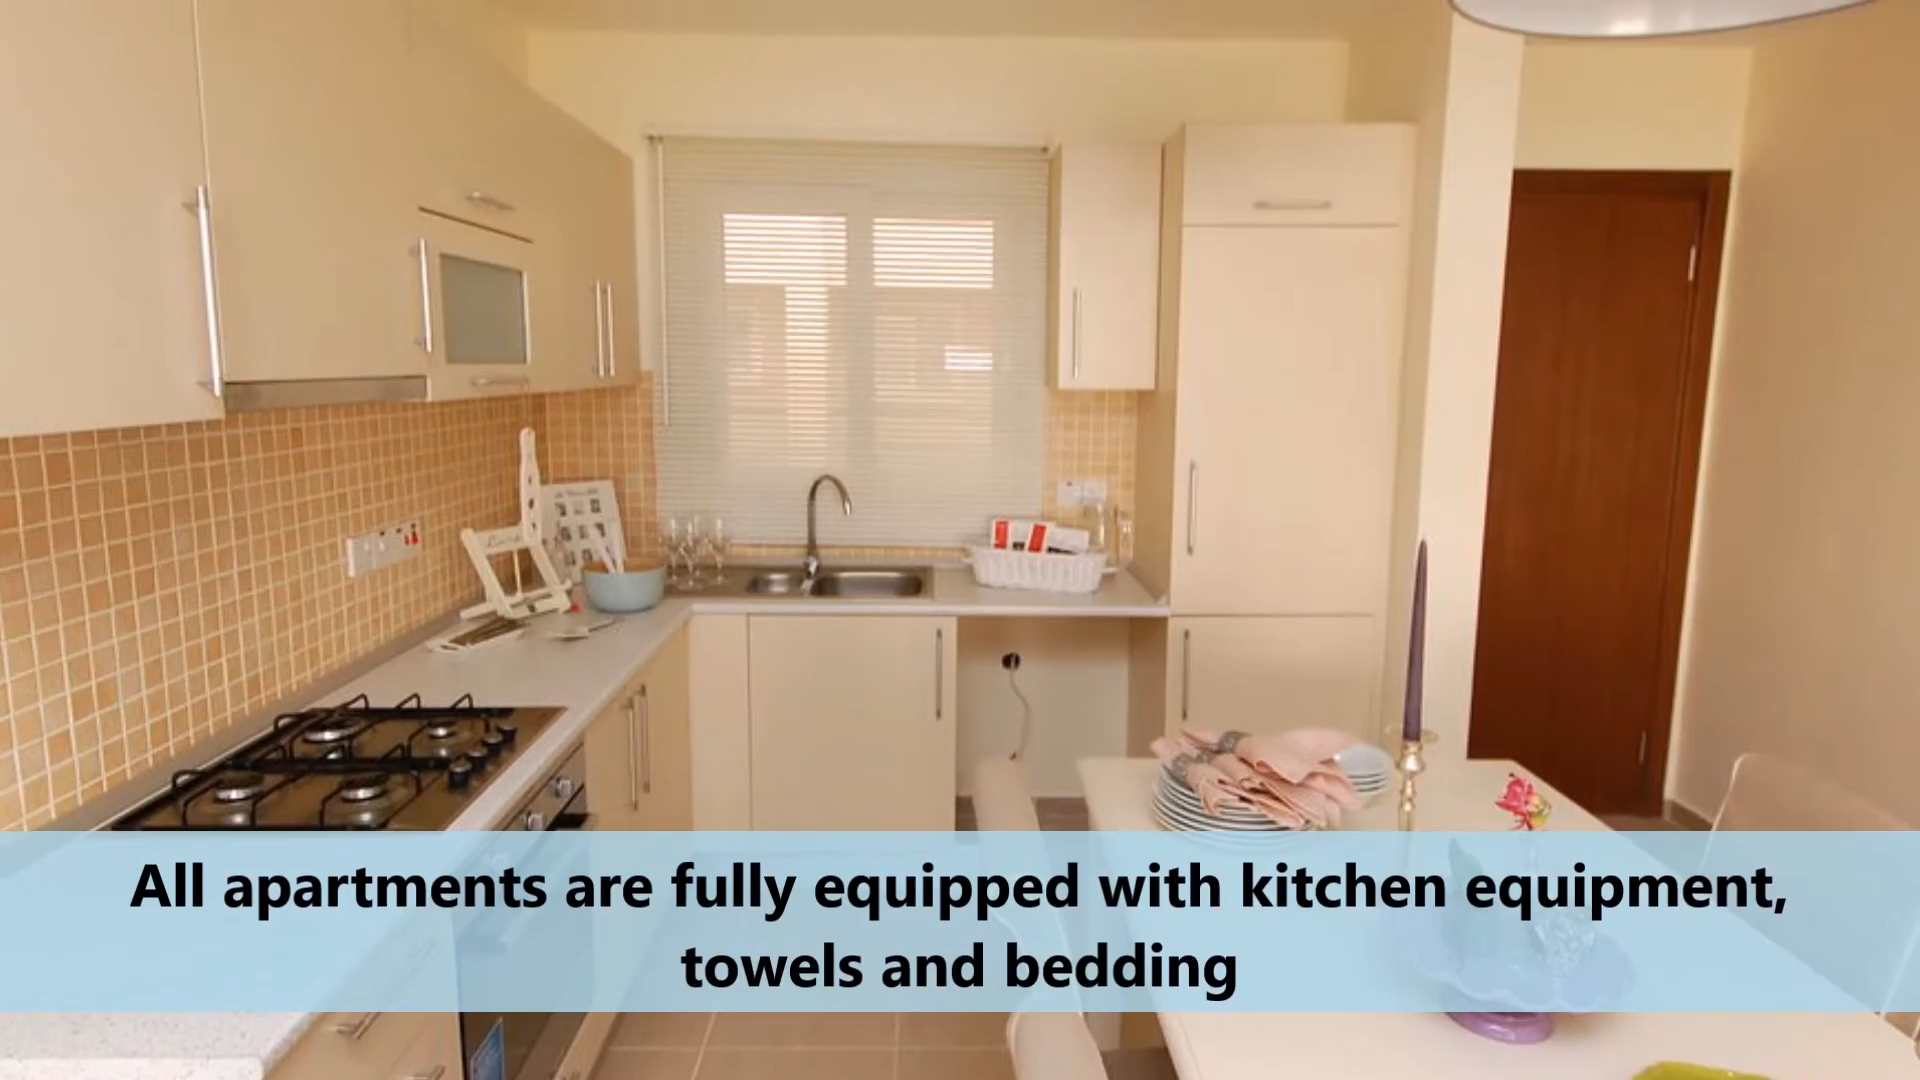 All apartments are fully equipped with kitchen equipment,
towels and bedding